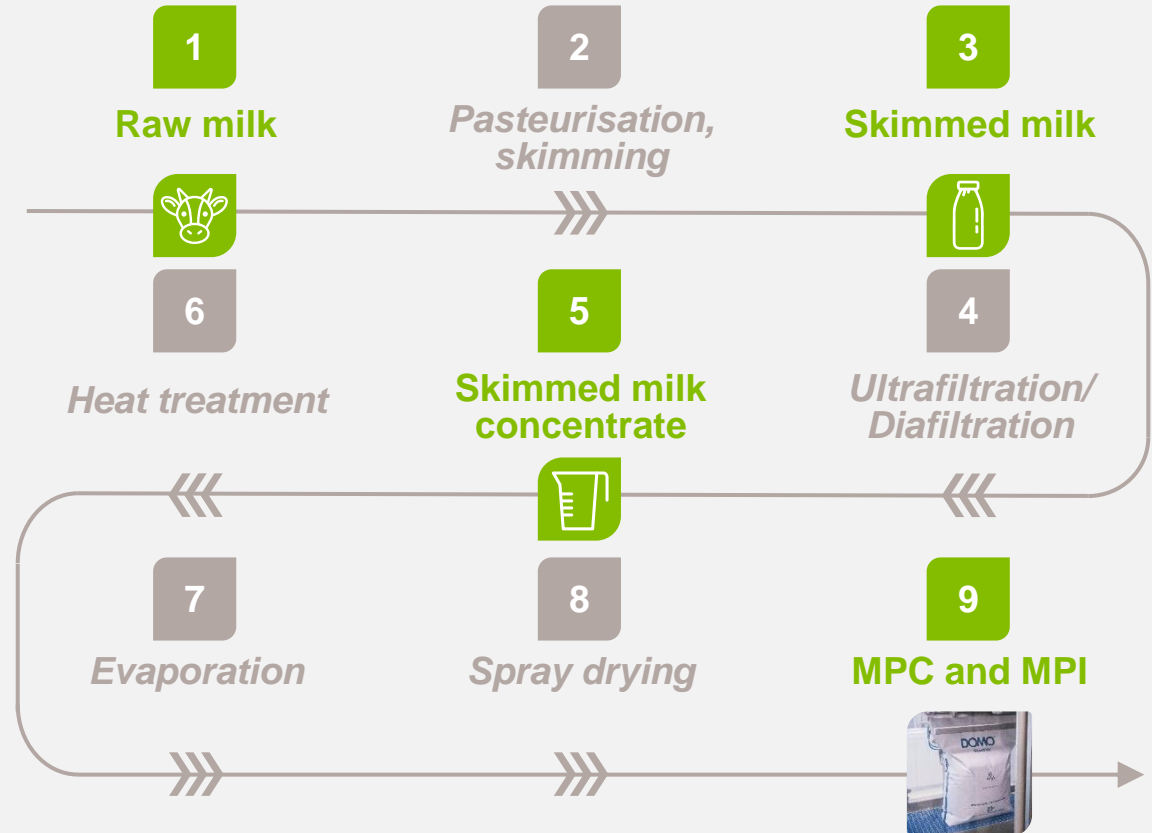 1
Raw milk
2
Pasteurisation,
skimming
3
Skimmed milk
4
Ultrafiltration/
Diafiltration
5
Skimmed milk
concentrate
6
Heat treatment
7
Evaporation
8
Spray drying
9
MPC and MPI
DOMO